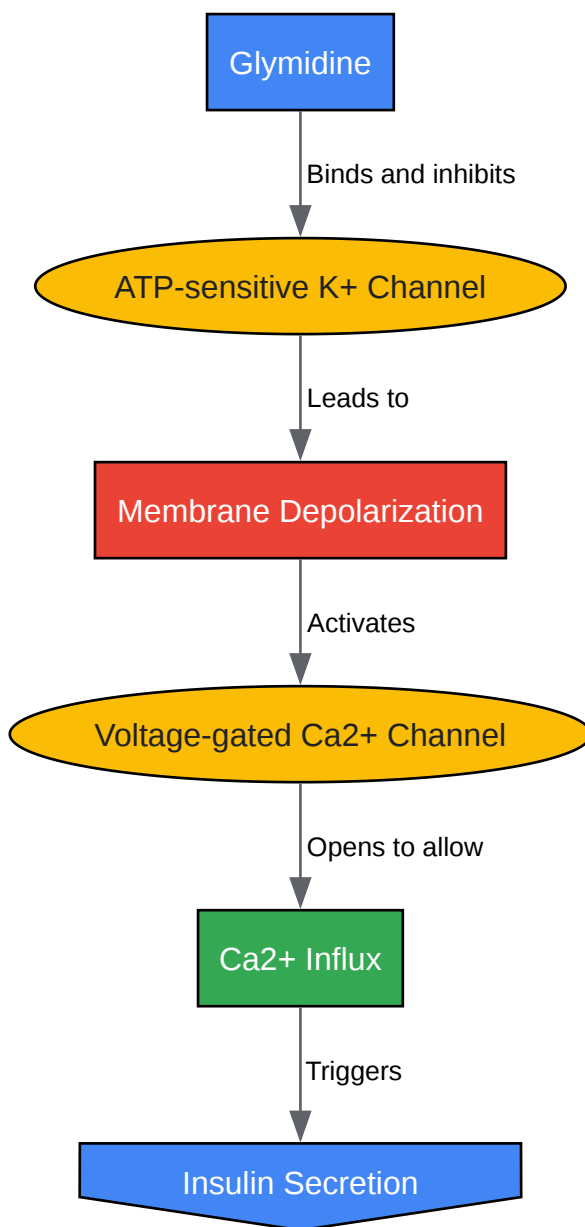 Glymidine
Binds and inhibits
ATP-sensitive K+ Channel
Leads to
Membrane Depolarization
Activates
Voltage-gated Ca2+ Channel
Opens to allow
Ca2+ Influx
Triggers
Insulin Secretion